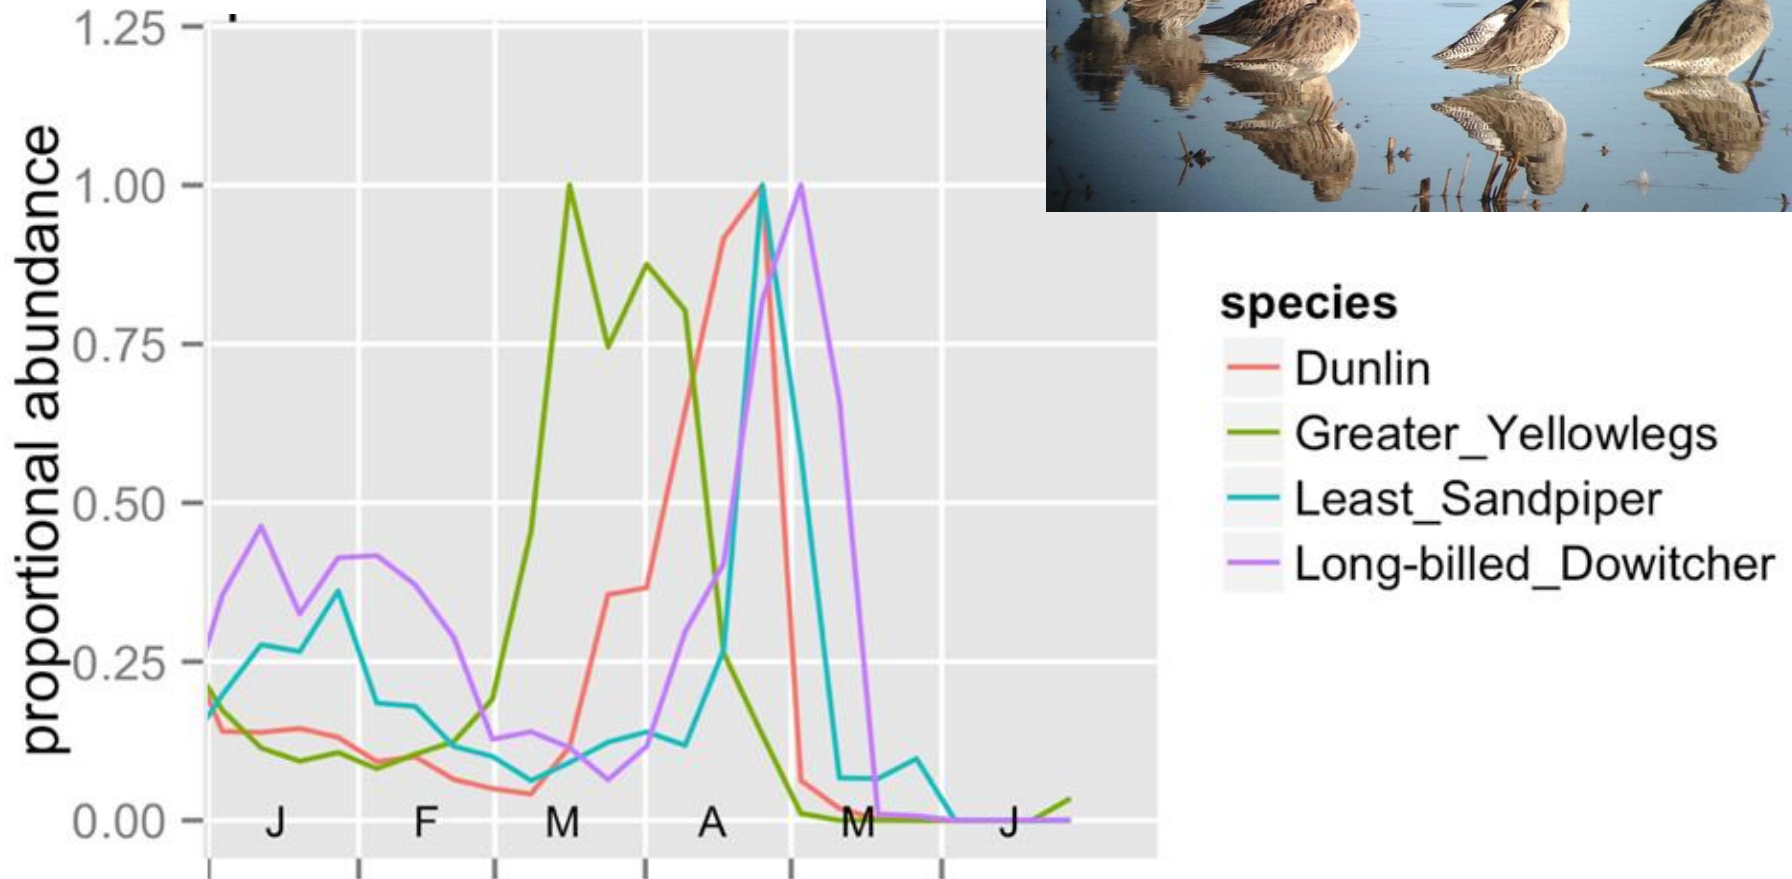 1.25
1.00
0.75
0.50
0.25
0.00
proportional abundance
J F M A M J
species
Dunlin
Greater_Yellowlegs
Least_Sandpiper
Long-billed_Dowitcher